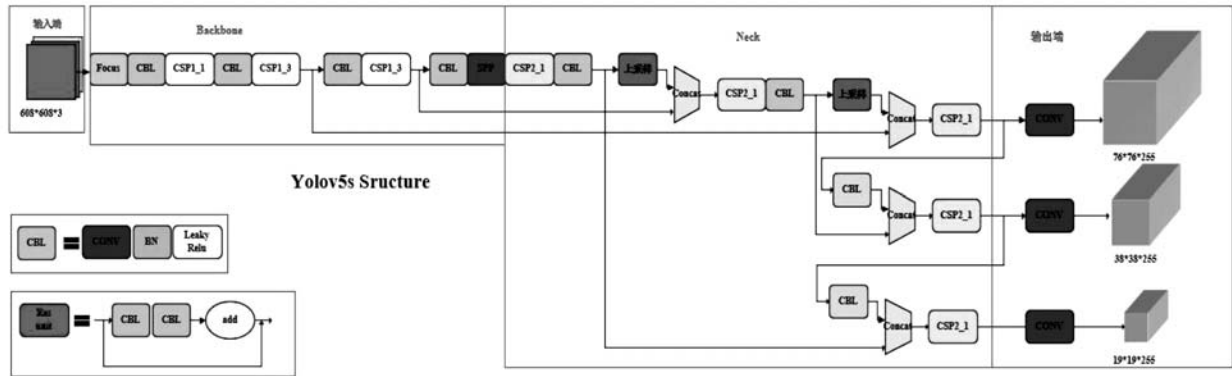 输入端
Backbone
Neck
输出端
Focus CBL CSP1_1 CBL CSP1_3 CBL CSP1_3 CBL SPP CSP2_1 CBL 上采样
Concat
CSP2_1 CBL 上采样
Concat
CSP2_1 CONV
608*608*3
76*76*255
Yolov5s Sructure
CBL
Concat
CSP2_1 CONV
38*38*255
CBL = CONV BN Leaky
Relu
CBL
Concat
CSP2_1 CONV
19*19*255
Res
unit
= CBL CBL add